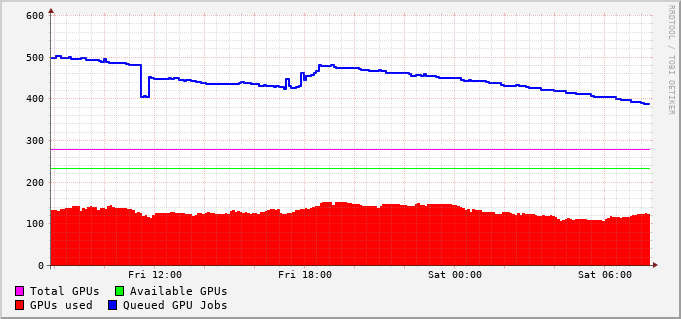 600
500
400
300
200
100
0
Fri 12:00 Fri 18:00 Sat 00:00 Sat 06:00
Total GPUs Available GPUs
GPUs used Queued GPU Jobs
RRDTOOL / TOBI OETIKER